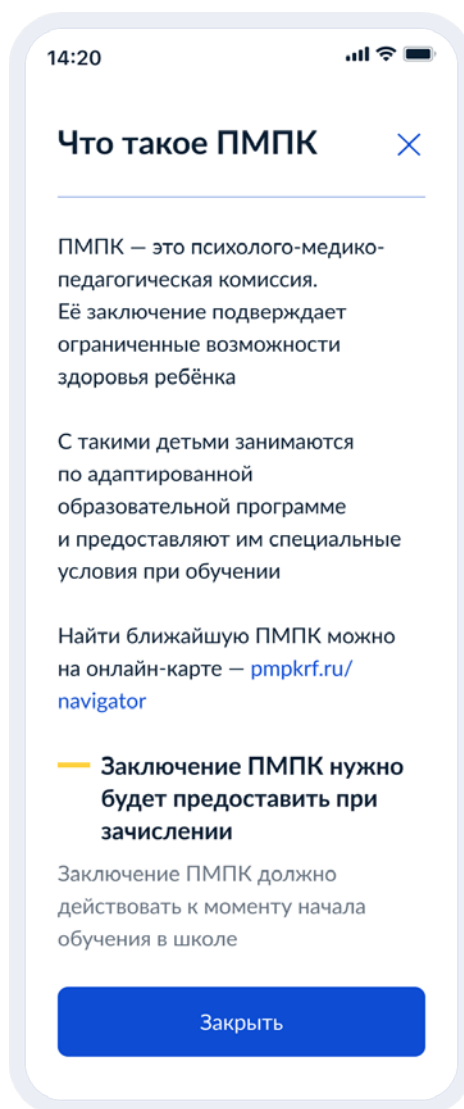 14:20
Что такое ПМПК
ПМПК — это психолого-медико-
педагогическая комиссия.
Её заключение подверждает
ограниченные возможности
здоровья ребёнка
С такими детьми занимаются
по адаптированной
образовательной программе
и предоставляют им специальные
условия при обучении
Найти ближайшую ПМПК можно
на онлайн-карте — pmpkrf.ru/
navigator
Заключение ПМПК нужно
будет предоставить при
зачислении
Заключение ПМПК должно
действовать к моменту начала
обучения в школе
Закрыть